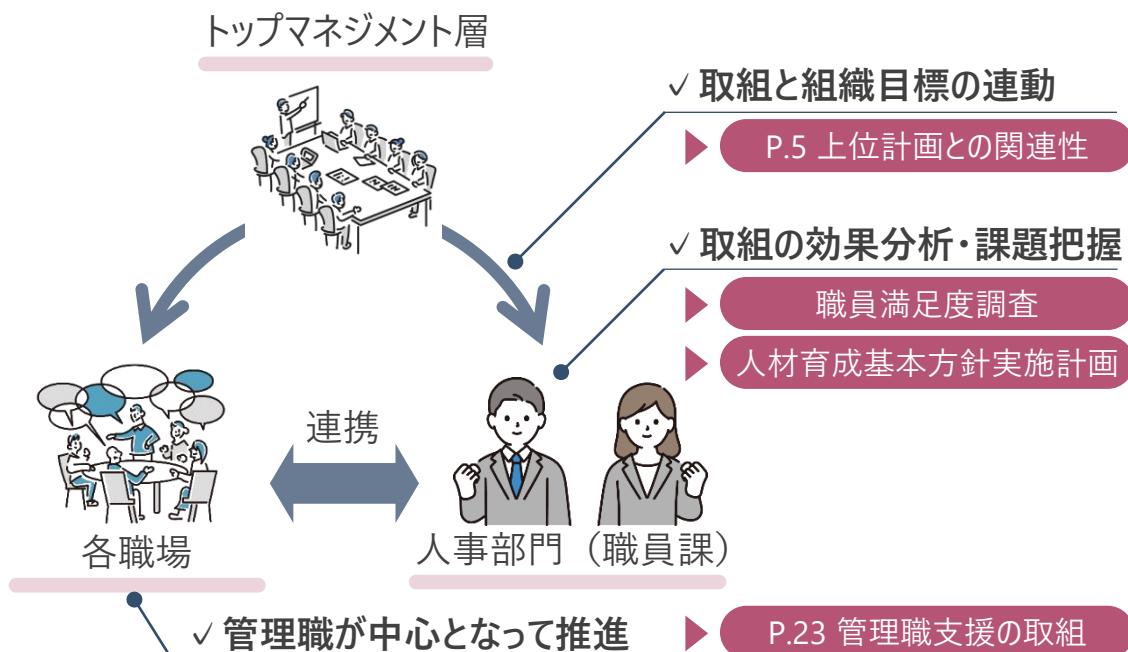 トップマネジメント層
✓ 取組と組織目標の連動
P.5 上位計画との関連性
✓ 取組の効果分析・課題把握
職員満足度調査
人材育成基本方針実施計画
連携
各職場
人事部門（職員課）
✓ 管理職が中心となって推進
P.23 管理職支援の取組